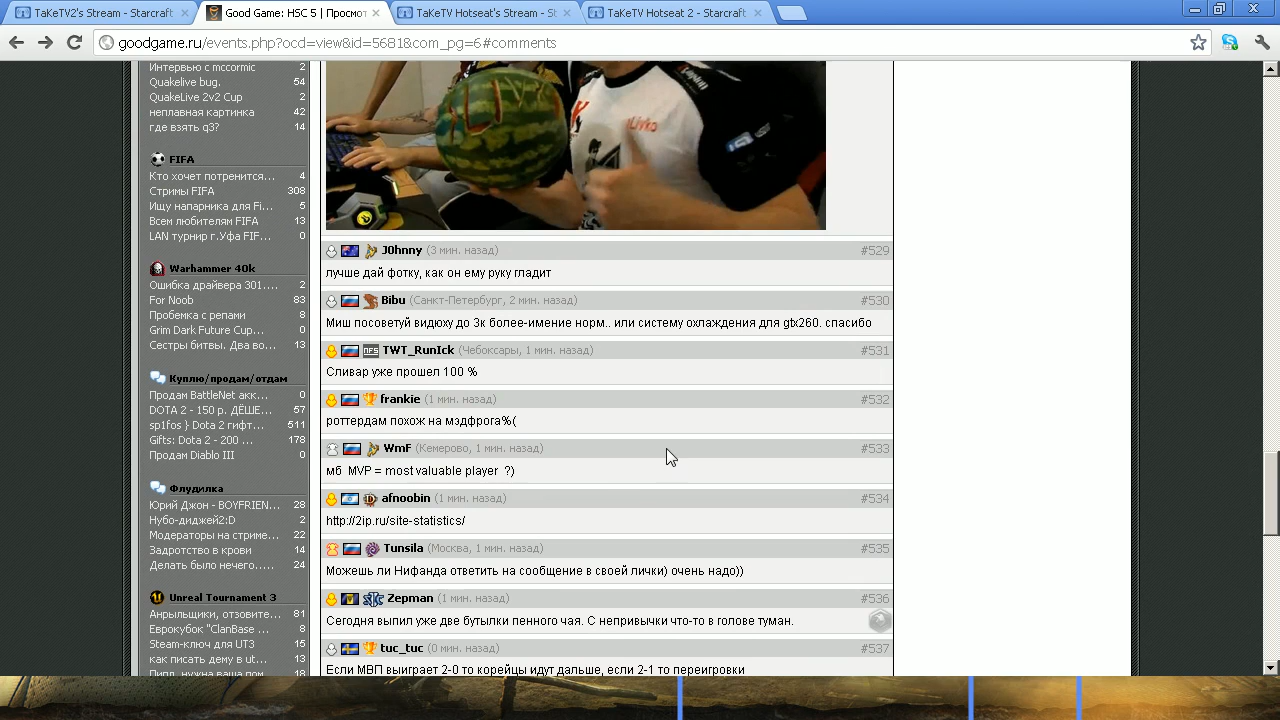 TaKeTV2's Stream - Starcraft
Good Game: HSC 5 | Просмот
TaKeTV Hotseat's Stream - St
TaKeTV Hotseat 2 - Starcraft
goodgame.ru/events.php?ocd=view&id=5681&com_pg=6#comments
Интервью с mccormic 2
Quakelive bug. 54
QuakeLive 2v2 Cup 2
неплавная картинка 42
где взять q3? 14
FIFA
Кто хочет потренится... 4
Стримы FIFA 308
Ищу напарника для Fi... 5
Всем любителям FIFA 13
LAN турнир г.Уфа FIF... 0
Warhammer 40k
Ошибка драйвера 301.... 2
For Noob 83
Пробемка с репами 8
Grim Dark Future Cup... 0
Сестры битвы. Два во... 13
Куплю/продам/отдам
Продам BattleNet акк... 0
DOTA 2 - 150 р. ДЁШЕ... 57
sp1fos } Dota 2 гифт... 511
Gifts: Dota 2 - 200 ... 178
Продам Diablo III 0
Флудилка
Юрий Джон - BOYFRIEN... 28
Нубо-диджей2:D 2
Модераторы на стриме... 22
Задротство в крови 14
Делать было нечего..... 24
Unreal Tournament 3
Анрыльщики, отзовите... 81
Еврокубок "ClanBase ... 8
Steam-ключ для UT3 15
как писать дему в ut... 13
Пипл, нужна ваша пом... 18
J0hnny (3 мин. назад) #529
лучше дай фотку, как он ему руку гладит
Bibu (Санкт-Петербург, 2 мин. назад) #530
Миш посоветуй видюху до 3к более-имение норм.. или систему охлаждения для gtx260. спасибо
TWT_RunIck (Чебоксары, 1 мин. назад) #531
Сливар уже прошел 100 %
frankie (1 мин. назад) #532
роттердам похож на мэдфрога%(
WmF (Кемерово, 1 мин. назад) #533
мб MVP = most valuable player ?)
afnoobin (1 мин. назад) #534
http://2ip.ru/site-statistics/
Tunsila (Москва, 1 мин. назад) #535
Можешь ли Нифанда ответить на сообщение в своей лички) очень надо))
Zepman (1 мин. назад) #536
Сегодня выпил уже две бутылки пенного чая. С непривычки что-то в голове туман.
tuc_tuc (0 мин. назад) #537
Если МВП выиграет 2-0 то корейцы идут дальше, если 2-1 то переигровки